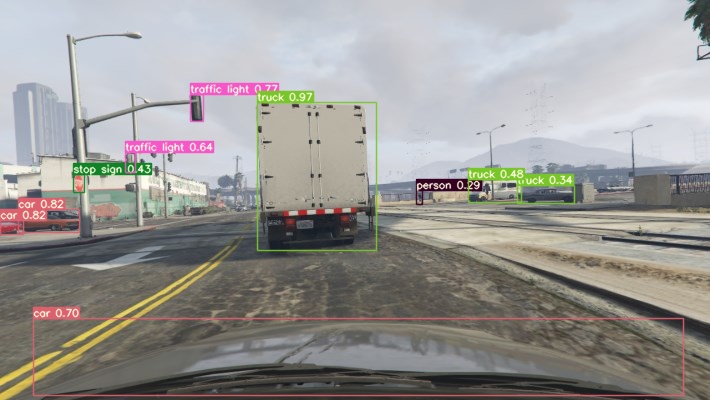 traffic light 0.77
truck 0.97
traffic light 0.64
stop sign 0.43
truck 0.48
truck 0.34
person 0.29
car 0.82
car 0.82
car 0.70